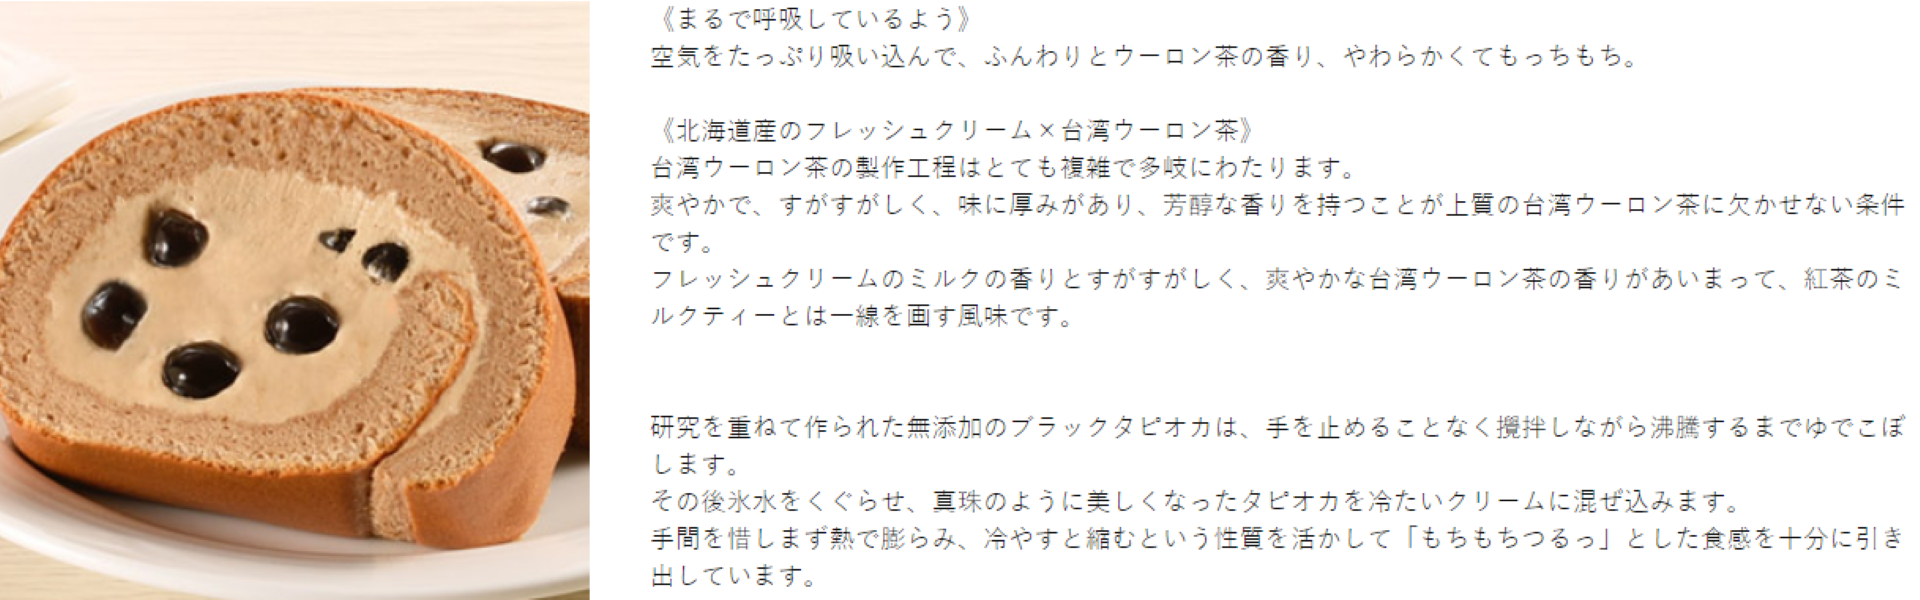 《まるで呼吸しているよう》
空気をたっぷり吸い込んで、ふんわりとウーロン茶の香り、やわらかくてもっちもち。
《北海道産のフレッシュクリーム×台湾ウーロン茶》
台湾ウーロン茶の製作工程はとても複雑で多岐にわたります。
爽やかで、すがすがしく、味に厚みがあり、芳醇な香りを持つことが上質の台湾ウーロン茶に欠かせない条件
です。
フレッシュクリームのミルクの香りとすがすがしく、爽やかな台湾ウーロン茶の香りがあいまって、紅茶のミ
ルクティーとは一線を画す風味です。
研究を重ねて作られた無添加のブラックタピオカは、手を止めることなく攪拌しながら沸騰するまでゆでこぼ
します。
その後氷水をくぐらせ、真珠のように美しくなったタピオカを冷たいクリームに混ぜ込みます。
手間を惜しまず熱で膨らみ、冷やすと縮むという性質を活かして「もちもちつるっ」とした食感を十分に引き
出しています。